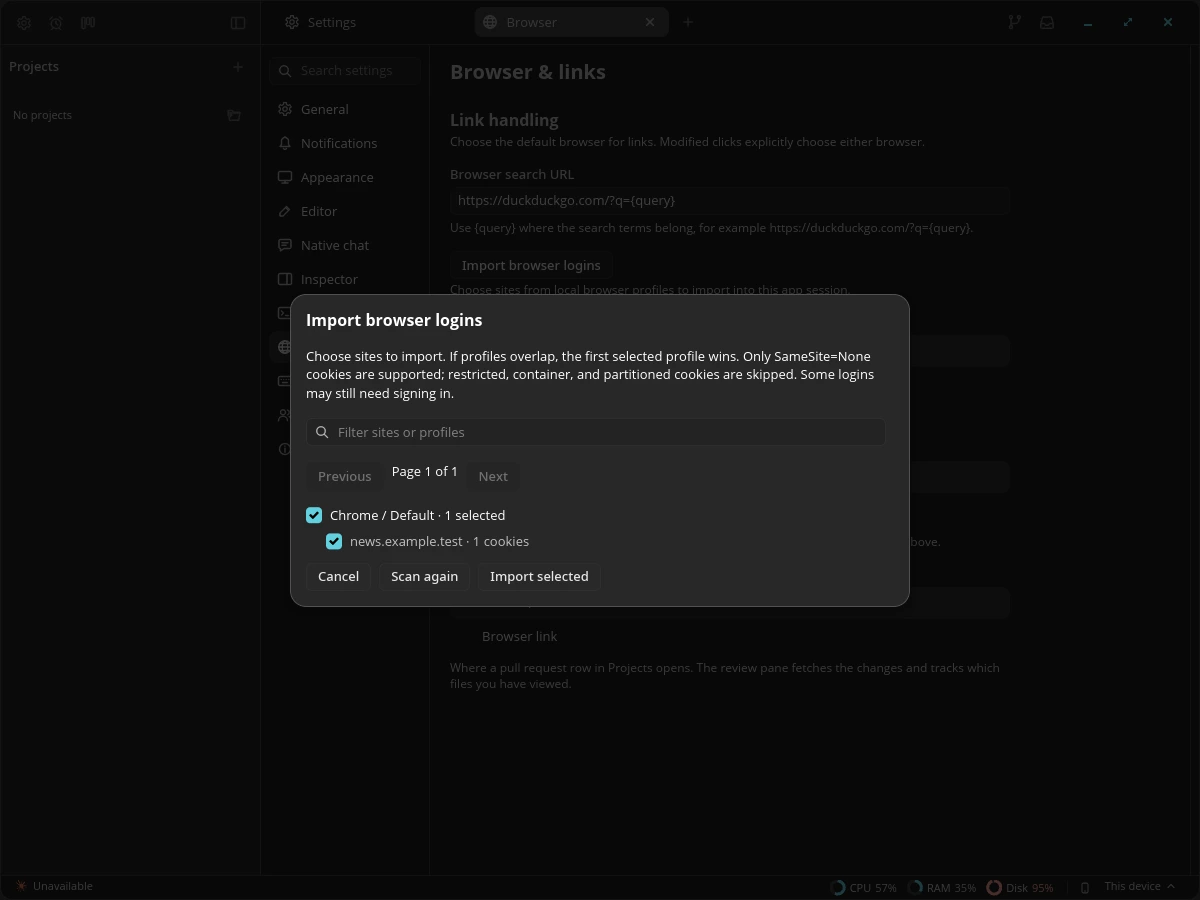 Settings
Browser
Projects
No projects
Search settings
General
Notifications
Appearance
Editor
Native chat
Inspector
Browser & links
Link handling
Choose the default browser for links. Modified clicks explicitly choose either browser.
Browser search URL
https://duckduckgo.com/?q={query}
Use {query} where the search terms belong, for example https://duckduckgo.com/?q={query}.
Import browser logins
Choose sites from local browser profiles to import into this app session.
Import browser logins
Choose sites to import. If profiles overlap, the first selected profile wins. Only SameSite=None
cookies are supported; restricted, container, and partitioned cookies are skipped. Some logins
may still need signing in.
Filter sites or profiles
Previous
Page 1 of 1
Next
Chrome / Default · 1 selected
news.example.test · 1 cookies
Cancel
Scan again
Import selected
Browser link
Where a pull request row in Projects opens. The review pane fetches the changes and tracks which
files you have viewed.
Unavailable
CPU 57%
RAM 35%
Disk 95%
This device